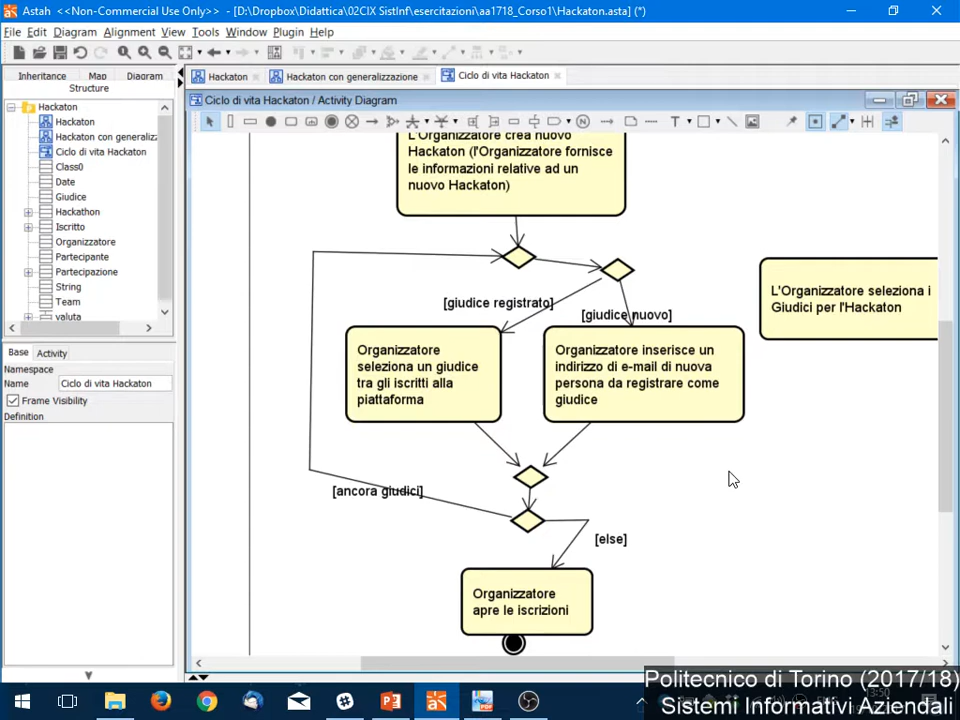 Astah <<Non-Commercial Use Only>> - [D:\Dropbox\Didattica\02CIX SistInf\esercitazioni\aa1718_Corso1\Hackaton.asta] (*)
File Edit Diagram Alignment View Tools Window Plugin Help
Inheritance Map Diagram
Structure
Hackaton
Hackaton
Hackaton con generaliz
Ciclo di vita Hackaton
Class0
Date
Giudice
Hackathon
Iscritto
Organizzatore
Partecipante
Partecipazione
String
Team
valuta
Base Activity
Namespace
Name Ciclo di vita Hackaton
Frame Visibility
Definition
Hackaton Hackaton con generalizzazione Ciclo di vita Hackaton
Ciclo di vita Hackaton / Activity Diagram
N T
L'Organizzatore crea nuovo
Hackaton (l'Organizzatore fornisce
le informazioni relative ad un
nuovo Hackaton)
[giudice registrato]
[giudice nuovo]
L'Organizzatore seleziona i
Giudici per l'Hackaton
Organizzatore
seleziona un giudice
tra gli iscritti alla
piattaforma
Organizzatore inserisce un
indirizzo di e-mail di nuova
persona da registrare come
giudice
[ancora giudici]
[else]
Organizzatore
apre le iscrizioni
Politecnico di Torino (2017/18)
Sistemi Informativi Aziendali